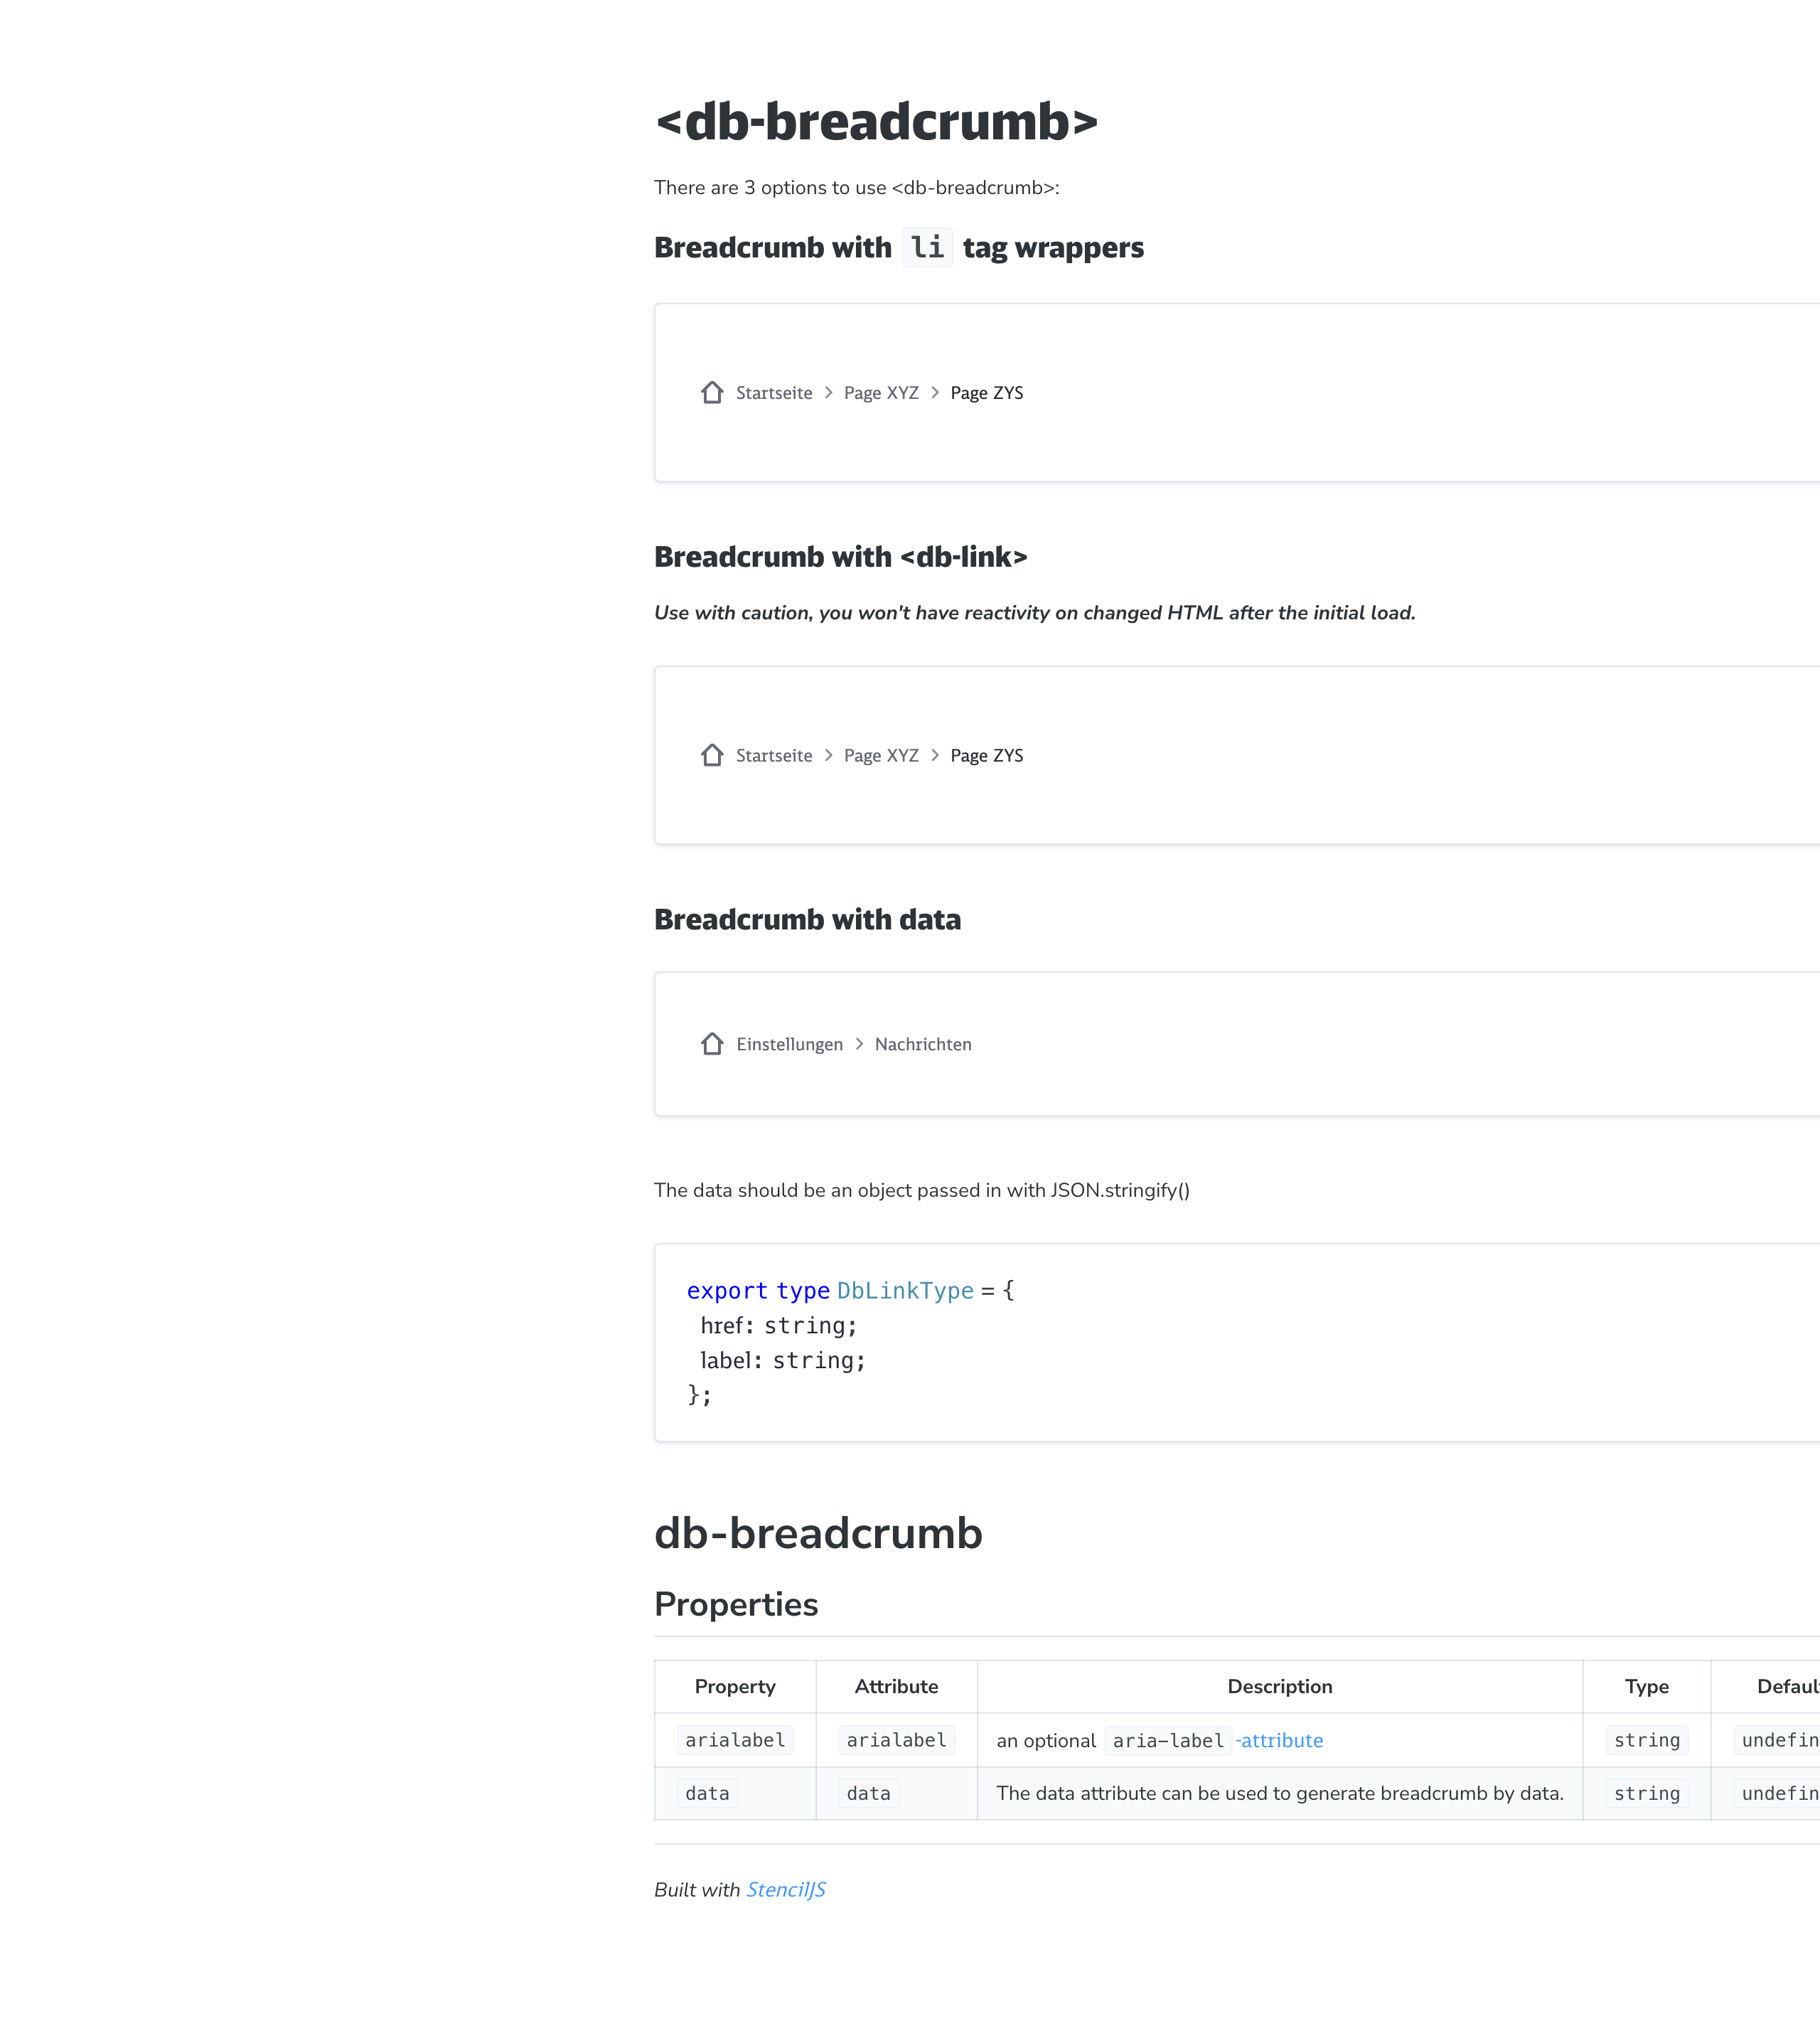 <db-breadcrumb>
There are 3 options to use <db-breadcrumb>:
Breadcrumb with li tag wrappers
Startseite > Page XYZ > Page ZYS
Breadcrumb with <db-link>
Use with caution, you won't have reactivity on changed HTML after the initial load.
Startseite > Page XYZ > Page ZYS
Breadcrumb with data
Einstellungen > Nachrichten
The data should be an object passed in with JSON.stringify()
export type DbLinkType = {
href: string;
label: string;
};
db-breadcrumb
Properties
Property Attribute Description Type
arialabel arialabel an optional aria-label -attribute string
data data The data attribute can be used to generate breadcrumb by data. string
Built with StencilJS